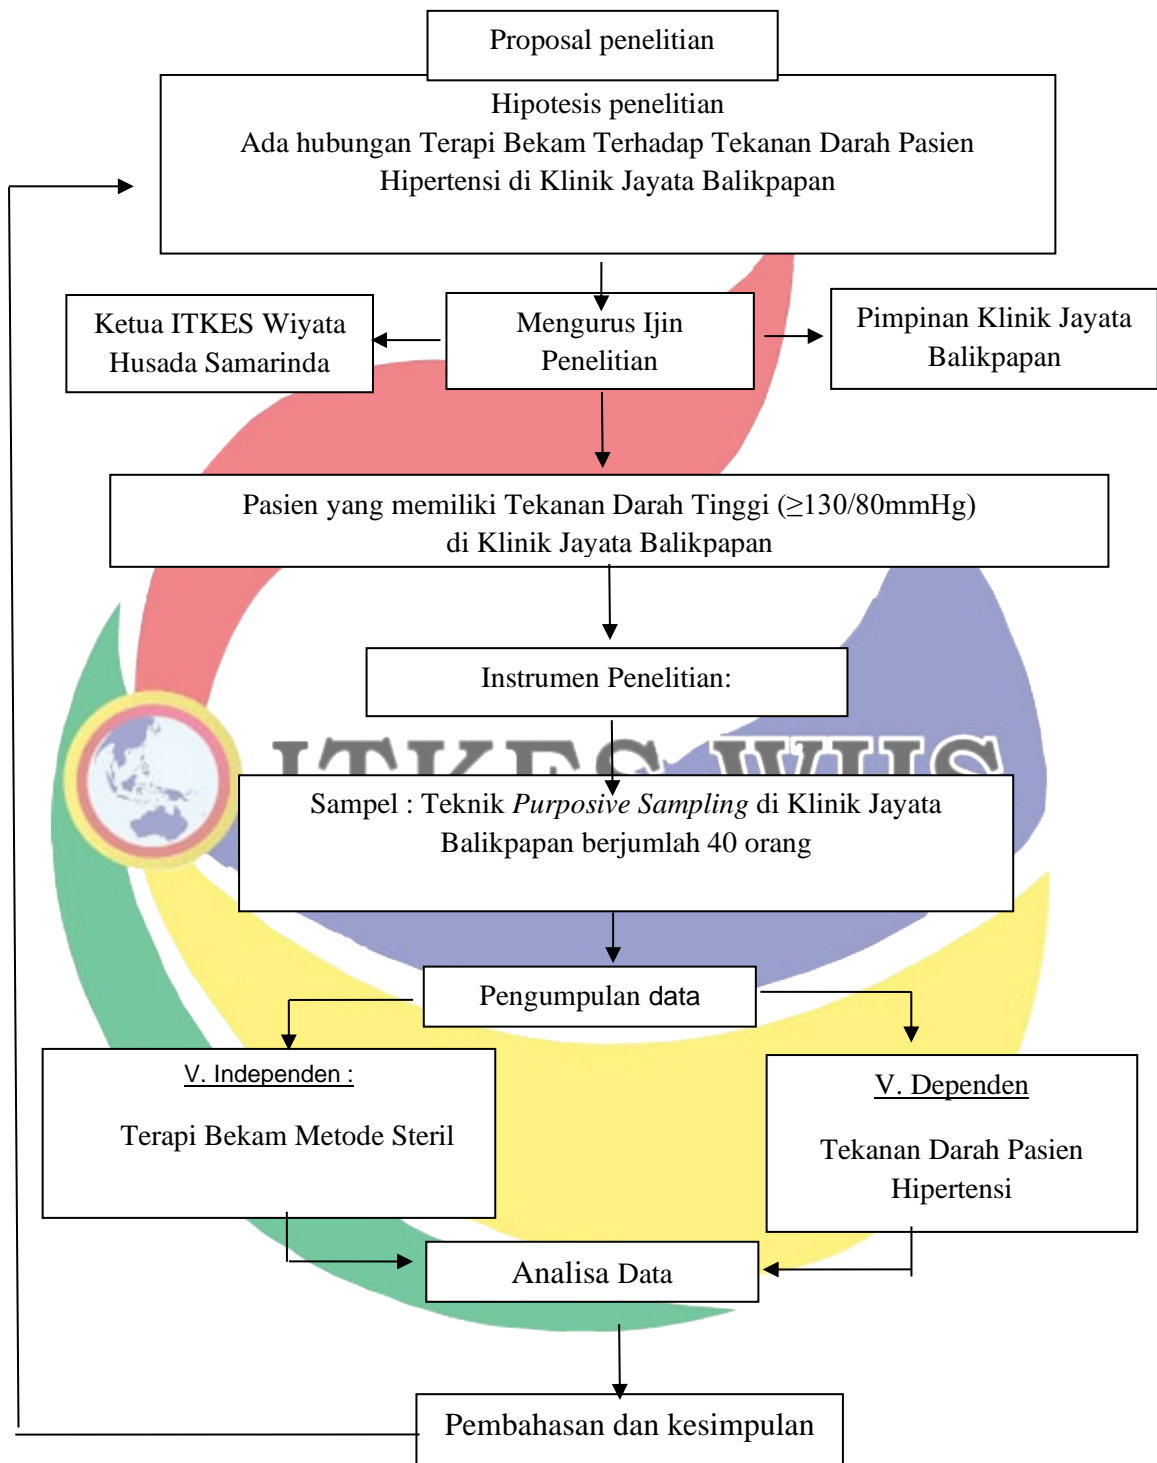 Proposal penelitian
Hipotesis penelitian
Ada hubungan Terapi Bekam Terhadap Tekanan Darah Pasien
Hipertensi di Klinik Jayata Balikpapan
Ketua ITKES Wiyata
Husada Samarinda
Mengurus Ijin
Penelitian
Pimpinan Klinik Jayata
Balikpapan
Pasien yang memiliki Tekanan Darah Tinggi (≥130/80mmHg)
di Klinik Jayata Balikpapan
Instrumen Penelitian:
ITKES WHS
Sampel : Teknik Purposive Sampling di Klinik Jayata
Balikpapan berjumlah 40 orang
Pengumpulan data
V. Independen :
Terapi Bekam Metode Steril
V. Dependen
Tekanan Darah Pasien
Hipertensi
Analisa Data
Pembahasan dan kesimpulan